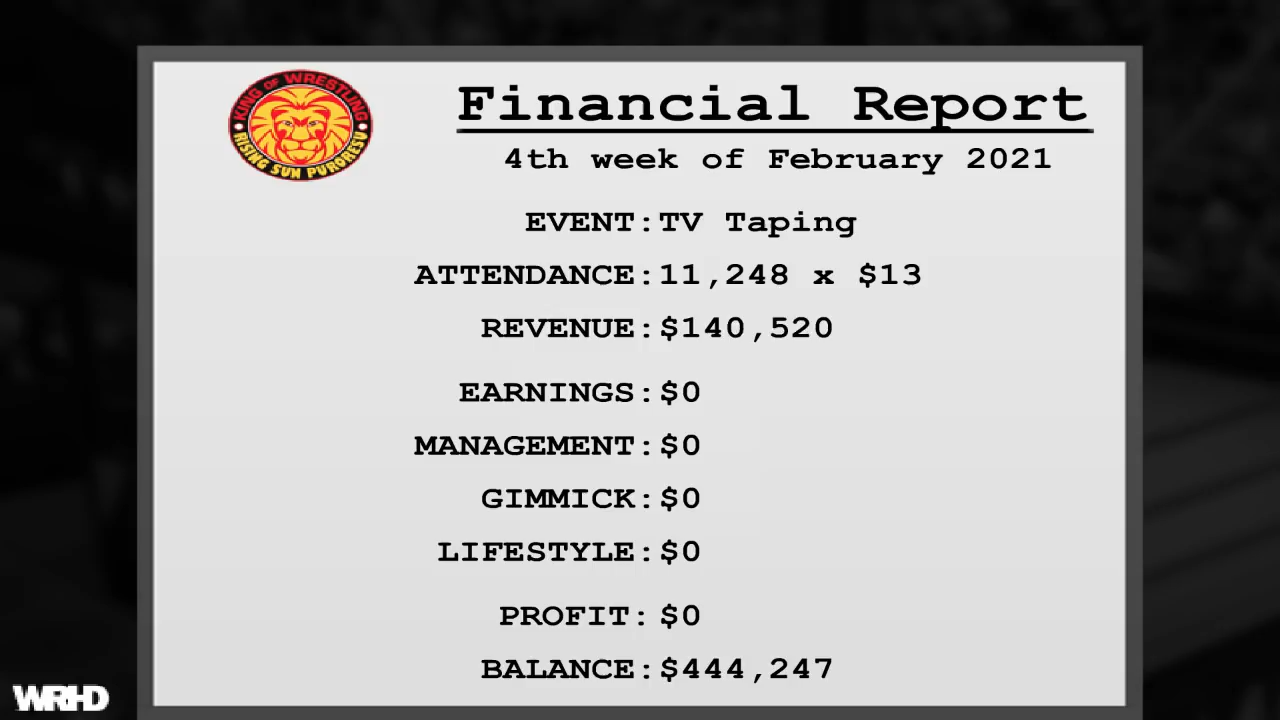 KING OF WRESTLING
RISING SUN PURORESU
Financial Report
4th week of February 2021
EVENT: TV Taping
ATTENDANCE: 11,248 x $13
REVENUE: $140,520
EARNINGS: $0
MANAGEMENT: $0
GIMMICK: $0
LIFESTYLE: $0
PROFIT: $0
BALANCE: $444,247
WRHD